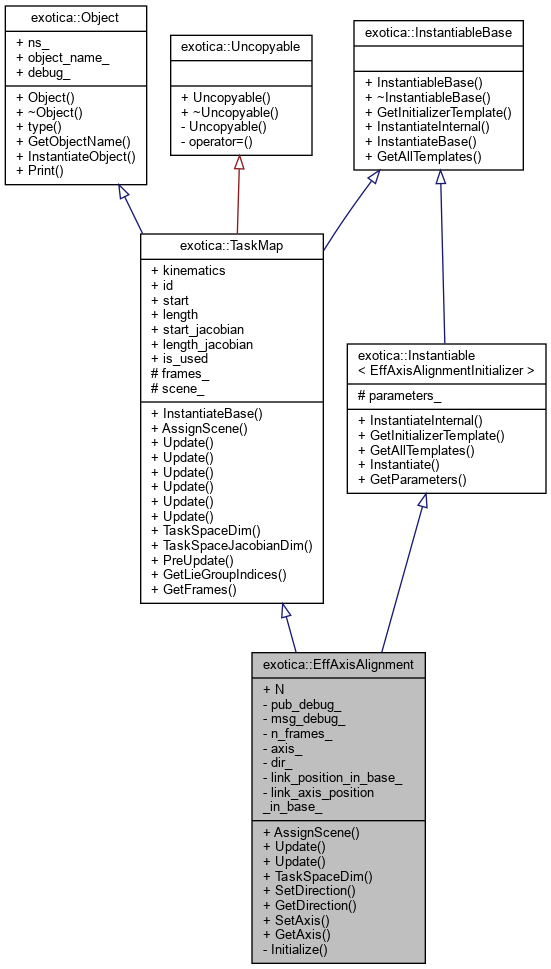 exotica::Object
+ ns_
+ object_name_
+ debug_
+ Object()
+ ~Object()
+ type()
+ GetObjectName()
+ InstantiateObject()
+ Print()
exotica::Uncopyable
+ Uncopyable()
+ ~Uncopyable()
- Uncopyable()
- operator=()
exotica::InstantiableBase
+ InstantiableBase()
+ ~InstantiableBase()
+ GetInitializerTemplate()
+ InstantiateInternal()
+ InstantiateBase()
+ GetAllTemplates()
exotica::TaskMap
+ kinematics
+ id
+ start
+ length
+ start_jacobian
+ length_jacobian
+ is_used
# frames_
# scene_
+ InstantiateBase()
+ AssignScene()
+ Update()
+ Update()
+ Update()
+ Update()
+ Update()
+ Update()
+ TaskSpaceDim()
+ TaskSpaceJacobianDim()
+ PreUpdate()
+ GetLieGroupIndices()
+ GetFrames()
exotica::Instantiable
< EffAxisAlignmentInitializer >
# parameters_
+ InstantiateInternal()
+ GetInitializerTemplate()
+ GetAllTemplates()
+ Instantiate()
+ GetParameters()
exotica::EffAxisAlignment
+ N
- pub_debug_
- msg_debug_
- n_frames_
- axis_
- dir_
- link_position_in_base_
- link_axis_position
_in_base_
+ AssignScene()
+ Update()
+ Update()
+ TaskSpaceDim()
+ SetDirection()
+ GetDirection()
+ SetAxis()
+ GetAxis()
- Initialize()